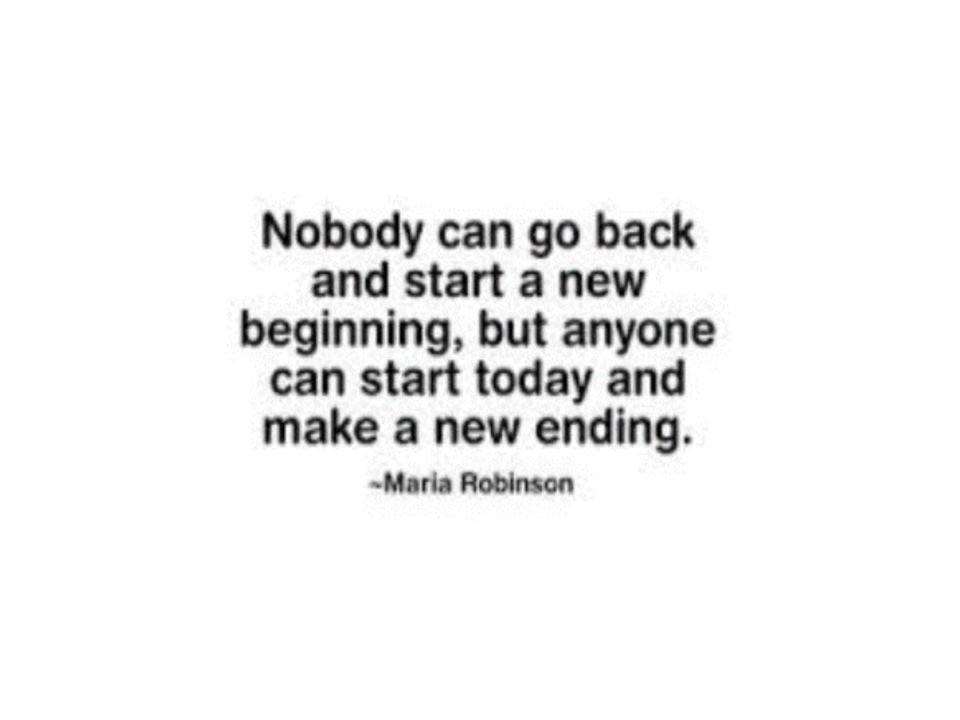 Nobody can go back
and start a new
beginning, but anyone
can start today and
make a new ending.
~Maria Robinson